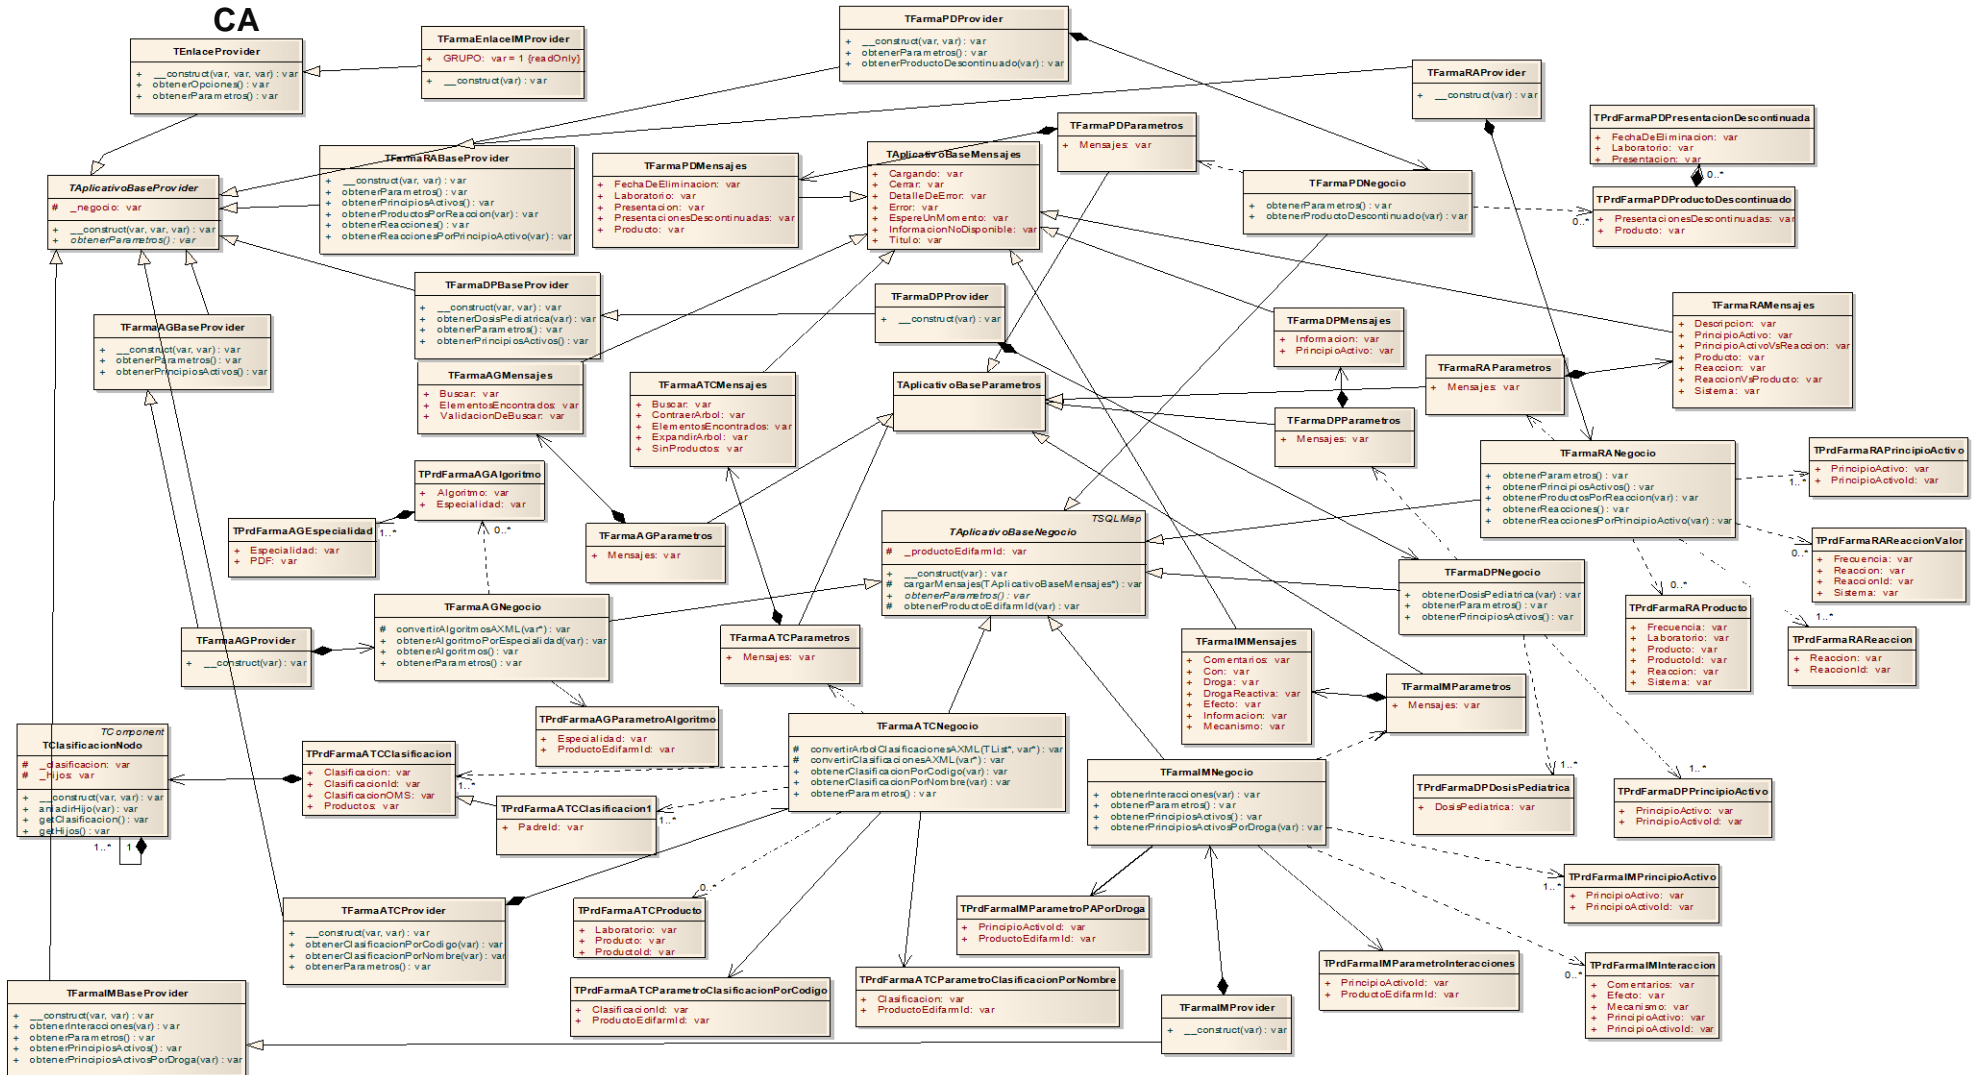 CA
TEnlaceProvider
+ __construct(var, var, var) : var
+ obtenerOpciones() : var
+ obtenerParametros() : var
TFarmaEnlaceIMProvider
+ GRUPO: var = 1 {readOnly}
+ __construct(var) : var
TFarmaPDProvider
+ __construct(var, var) : var
+ obtenerParametros() : var
+ obtenerProductoDescontinuado(var) : var
TFarmaRAProvider
+ __construct(var) : var
TPrdFarmaPDPresentacionDescontinuada
+ FechaDeEliminacion: var
+ Laboratorio: var
+ Presentacion: var
0..*
TFarmaPDParametros
+ Mensajes: var
TAplicativoBaseProvider
# _negocio: var
+ __construct(var, var, var) : var
+ obtenerParametros() : var
TFarmaRABaseProvider
+ __construct(var, var) : var
+ obtenerParametros() : var
+ obtenerPrincipiosActivos() : var
+ obtenerProductosPorReaccion(var) : var
+ obtenerReacciones() : var
+ obtenerReaccionesPorPrincipioActivo(var) : var
TFarmaPDMensajes
+ FechaDeEliminacion: var
+ Laboratorio: var
+ Presentacion: var
+ PresentacionesDescontinuadas: var
+ Producto: var
TAplicativoBaseMensajes
+ Cargando: var
+ Cerrar: var
+ DetalleDeError: var
+ Error: var
+ EspereUnMomento: var
+ InformacionNoDisponible: var
+ Titulo: var
TFarmaPDNegocio
+ obtenerParametros() : var
+ obtenerProductoDescontinuado(var) : var
0..*
TPrdFarmaPDProductoDescontinuado
+ PresentacionesDescontinuadas: var
+ Producto: var
TFarmaDPBaseProvider
+ __construct(var, var) : var
+ obtenerDosisPediatrica(var) : var
+ obtenerParametros() : var
+ obtenerPrincipiosActivos() : var
TFarmaDPProvider
+ __construct(var) : var
TFarmaDPMensajes
+ Informacion: var
+ PrincipioActivo: var
TFarmaRAMensajes
+ Descripcion: var
+ PrincipioActivo: var
+ PrincipioActivoVsReaccion: var
+ Producto: var
+ Reaccion: var
+ ReaccionVsProducto: var
+ Sistema: var
TFarmaAGBaseProvider
+ __construct(var, var) : var
+ obtenerParametros() : var
+ obtenerPrincipiosActivos() : var
TFarmaAGMensajes
+ Buscar: var
+ ElementosEncontrados: var
+ ValidacionDeBuscar: var
TFarmaATCMensajes
+ Buscar: var
+ ContraerArbol: var
+ ElementosEncontrados: var
+ ExpandirArbol: var
+ SinProductos: var
TAplicativoBaseParametros
TFarmaRAParametros
+ Mensajes: var
TFarmaDPParametros
+ Mensajes: var
TPrdFarmaAGAlgoritmo
+ Algoritmo: var
+ Especialidad: var
0..*
TPrdFarmaAGEspecialidad
+ Especialidad: var
+ PDF: var
1..*
TFarmaAGParametros
+ Mensajes: var
TSQLMap
TAplicativoBaseNegocio
# _productoEdifarmId: var
+ __construct(var) : var
# cargarMensajes(TAplicativoBaseMensajes*) : var
+ obtenerParametros() : var
# obtenerProductoEdifarmId(var) : var
TFarmaRANegocio
+ obtenerParametros() : var
+ obtenerPrincipiosActivos() : var
+ obtenerProductosPorReaccion(var) : var
+ obtenerReacciones() : var
+ obtenerReaccionesPorPrincipioActivo(var) : var
TPrdFarmaRAPrincipioActivo
+ PrincipioActivo: var
+ PrincipioActivoId: var
1..*
TPrdFarmaRAReaccionValor
+ Frecuencia: var
+ Reaccion: var
+ ReaccionId: var
+ Sistema: var
0..*
TFarmaDPNegocio
+ obtenerDosisPediatrica(var) : var
+ obtenerParametros() : var
+ obtenerPrincipiosActivos() : var
0..*
TPrdFarmaRAProducto
+ Frecuencia: var
+ Laboratorio: var
+ Producto: var
+ ProductoId: var
+ Reaccion: var
+ Sistema: var
1..*
TPrdFarmaRAReaccion
+ Reaccion: var
+ ReaccionId: var
TFarmaAGProvider
+ __construct(var) : var
TFarmaAGNegocio
# convertirAlgoritmosAXML(var*) : var
+ obtenerAlgoritmoPorEspecialidad(var) : var
+ obtenerAlgoritmos() : var
+ obtenerParametros() : var
TFarmaATCParametros
+ Mensajes: var
TFarmaIMMensajes
+ Comentarios: var
+ Con: var
+ Droga: var
+ DrogaReactiva: var
+ Efecto: var
+ Informacion: var
+ Mecanismo: var
TFarmaIMParametros
+ Mensajes: var
TPrdFarmaAGParametroAlgoritmo
+ Especialidad: var
+ ProductoEdifarmId: var
TComponent
TClasificacionNodo
# _clasificacion: var
# _Hijos: var
+ __construct(var, var) : var
+ aniadirHijo(var) : var
+ getClasificacion() : var
+ getHijos() : var
1..*
1
TPrdFarmaATCClasificacion
+ Clasificacion: var
+ ClasificacionId: var
+ ClasificacionOMS: var
+ Productos: var
1..*
TPrdFarmaATCClasificacion1
+ PadreId: var
1..*
TFarmaATCNegocio
# convertirArbolClasificacionesAXML(TList*, var*) : var
# convertirClasificacionesAXML(var*) : var
+ obtenerClasificacionPorCodigo(var) : var
+ obtenerClasificacionPorNombre(var) : var
+ obtenerParametros() : var
TFarmaIMNegocio
+ obtenerInteracciones(var) : var
+ obtenerParametros() : var
+ obtenerPrincipiosActivos() : var
+ obtenerPrincipiosActivosPorDroga(var) : var
1..*
TPrdFarmaDPDosisPediatrica
+ DosisPediatrica: var
1..*
TPrdFarmaDPPrincipioActivo
+ PrincipioActivo: var
+ PrincipioActivoId: var
TFarmaATCProvider
+ __construct(var, var) : var
+ obtenerClasificacionPorCodigo(var) : var
+ obtenerClasificacionPorNombre(var) : var
+ obtenerParametros() : var
0..*
TPrdFarmaATCProducto
+ Laboratorio: var
+ Producto: var
+ ProductoId: var
TPrdFarmaIMParametroPAPorDroga
+ PrincipioActivoId: var
+ ProductoEdifarmId: var
1..*
TPrdFarmaIMPrincipioActivo
+ PrincipioActivo: var
+ PrincipioActivoId: var
TFarmaIMBaseProvider
+ __construct(var, var) : var
+ obtenerInteracciones(var) : var
+ obtenerParametros() : var
+ obtenerPrincipiosActivos() : var
+ obtenerPrincipiosActivosPorDroga(var) : var
TPrdFarmaATCParametroClasificacionPorCodigo
+ ClasificacionId: var
+ ProductoEdifarmId: var
TPrdFarmaATCParametroClasificacionPorNombre
+ Clasificacion: var
+ ProductoEdifarmId: var
TFarmaIMProvider
+ __construct(var) : var
TPrdFarmaIMParametroInteracciones
+ PrincipioActivoId: var
+ ProductoEdifarmId: var
0..*
TPrdFarmaIMInteraccion
+ Comentarios: var
+ Efecto: var
+ Mecanismo: var
+ PrincipioActivo: var
+ PrincipioActivoId: var